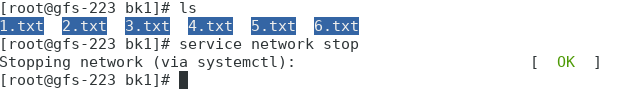 [root@gfs-223 bk1]# ls
1.txt  2.txt  3.txt  4.txt  5.txt  6.txt
[root@gfs-223 bk1]# service network stop
Stopping network (via systemctl):                          [  OK  ]
[root@gfs-223 bk1]#